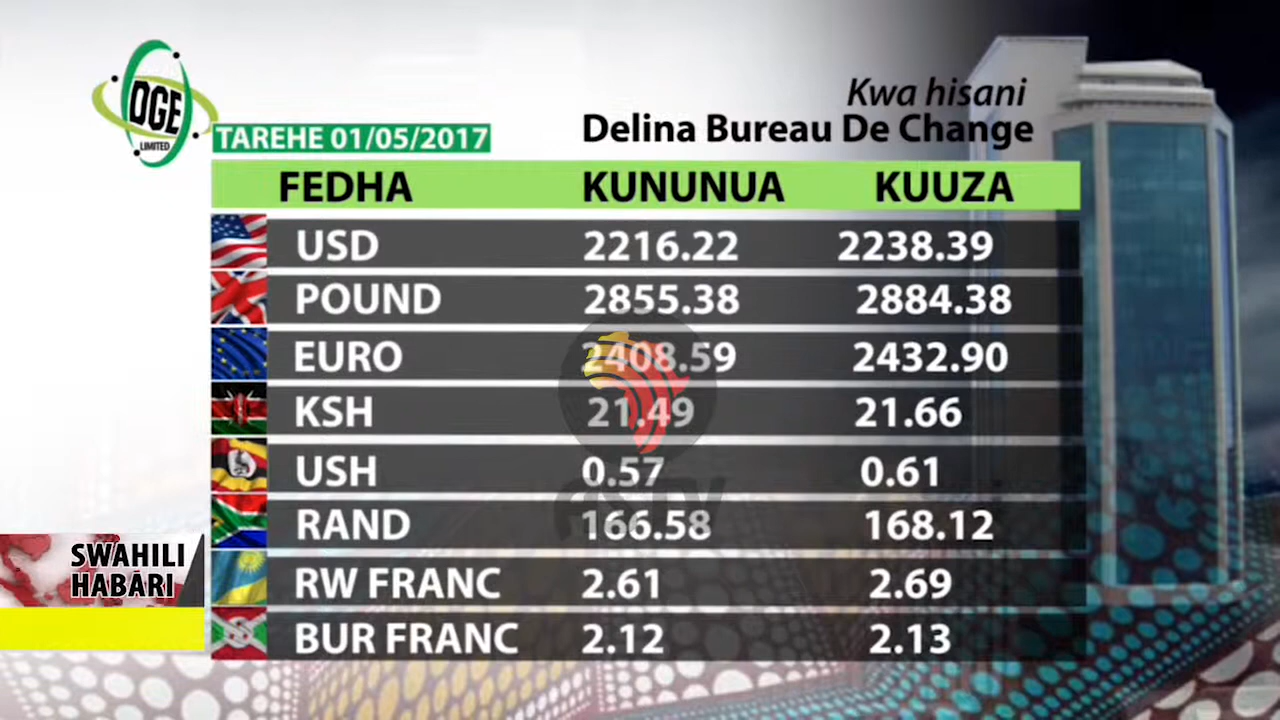 DGE
LIMITED
TAREHE 01/05/2017
Kwa hisani
Delina Bureau De Change
FEDHA KUNUNUA KUUZA
USD 2216.22 2238.39
POUND 2855.38 2884.38
EURO 2408.59 2432.90
KSH 21.49 21.66
USH 0.57 0.61
RAND 166.58 168.12
RW FRANC 2.61 2.69
BUR FRANC 2.12 2.13
SWAHILI
HABARI